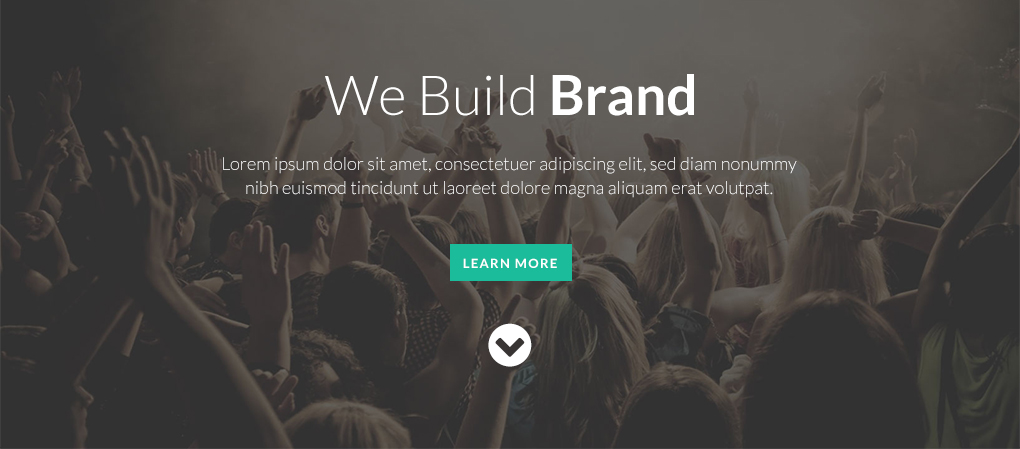 We Build Brand
Lorem ipsum dolor sit amet, consectetuer adipiscing elit, sed diam nonummy
nibh euismod tincidunt ut laoreet dolore magna aliquam erat volutpat.
LEARN MORE